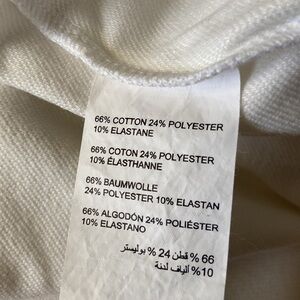 66% COTTON 24% POLYESTER
10% ELASTANE
66% COTON 24% POLYESTER
10% ÉLASTHANNE
66% BAUMWOLLE
24% POLYESTER 10% ELASTAN
66% ALGODÓN 24% POLIÉSTER
10% ELASTANO
66 % قطن 24 % بوليستر
10% ألياف لدنة